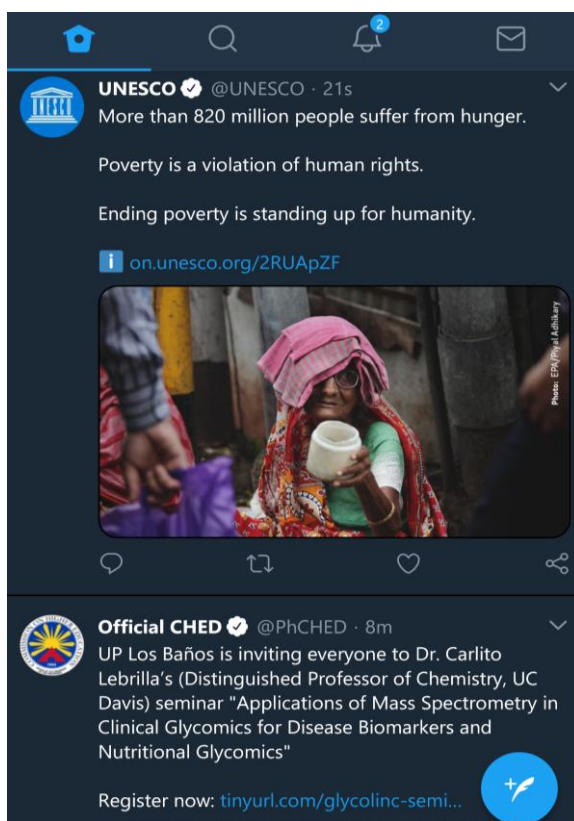 2
UNESCO @UNESCO · 21s
More than 820 million people suffer from hunger.
Poverty is a violation of human rights.
Ending poverty is standing up for humanity.
i on.unesco.org/2RUApZF
UNESCO
Photo: EPA/Piyal Adhikary
Official CHED @PhCHED · 8m
UP Los Baños is inviting everyone to Dr. Carlito
Lebrilla's (Distinguished Professor of Chemistry, UC
Davis) seminar "Applications of Mass Spectrometry in
Clinical Glycomics for Disease Biomarkers and
Nutritional Glycomics"
Register now: tinyurl.com/glycolinc-semi...